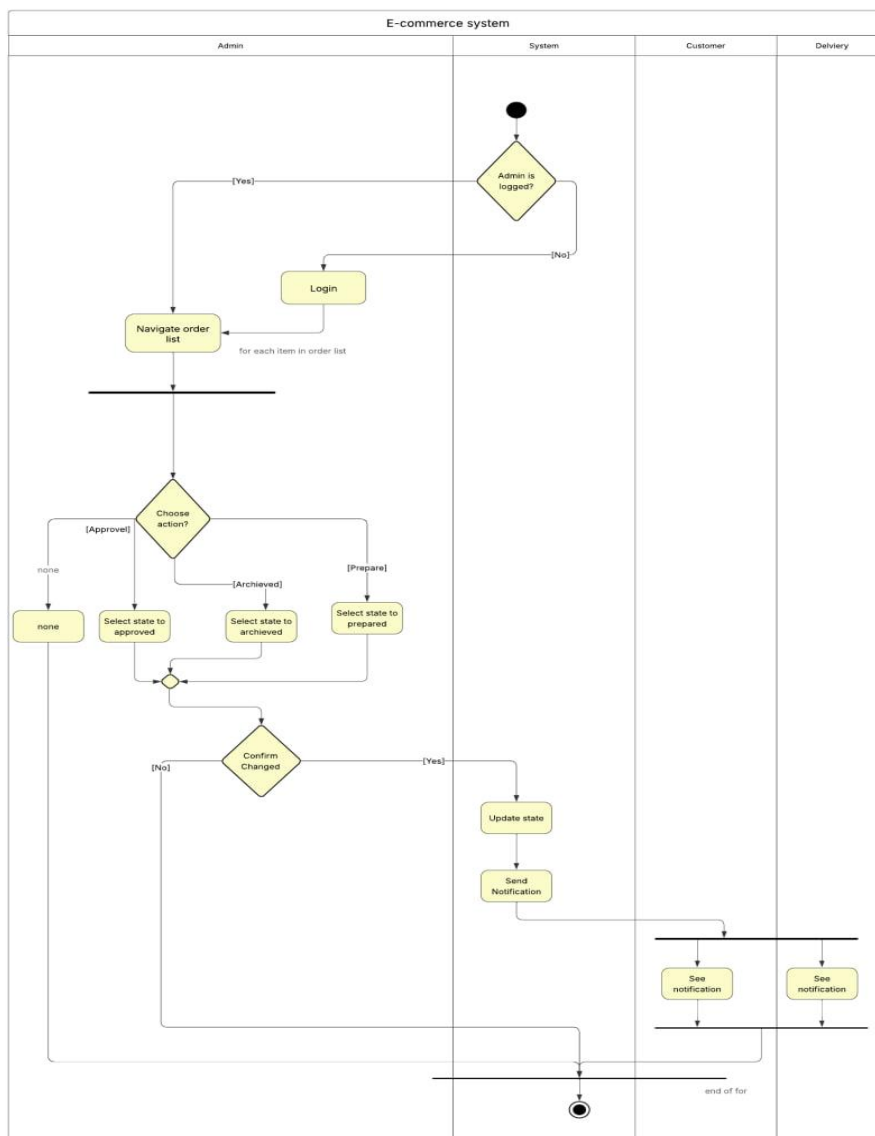 E-commerce system
Admin
System
Customer
Delviery
Admin is
logged?
[Yes]
[No]
Login
Navigate order
list
for each item in order list
Choose
action?
[Approvel]
none
[Prepare]
[Archieved]
none
Select state to
approved
Select state to
archieved
Select state to
prepared
Confirm
Changed
[No]
[Yes]
Update state
Send
Notification
See
notification
See
notification
end of for